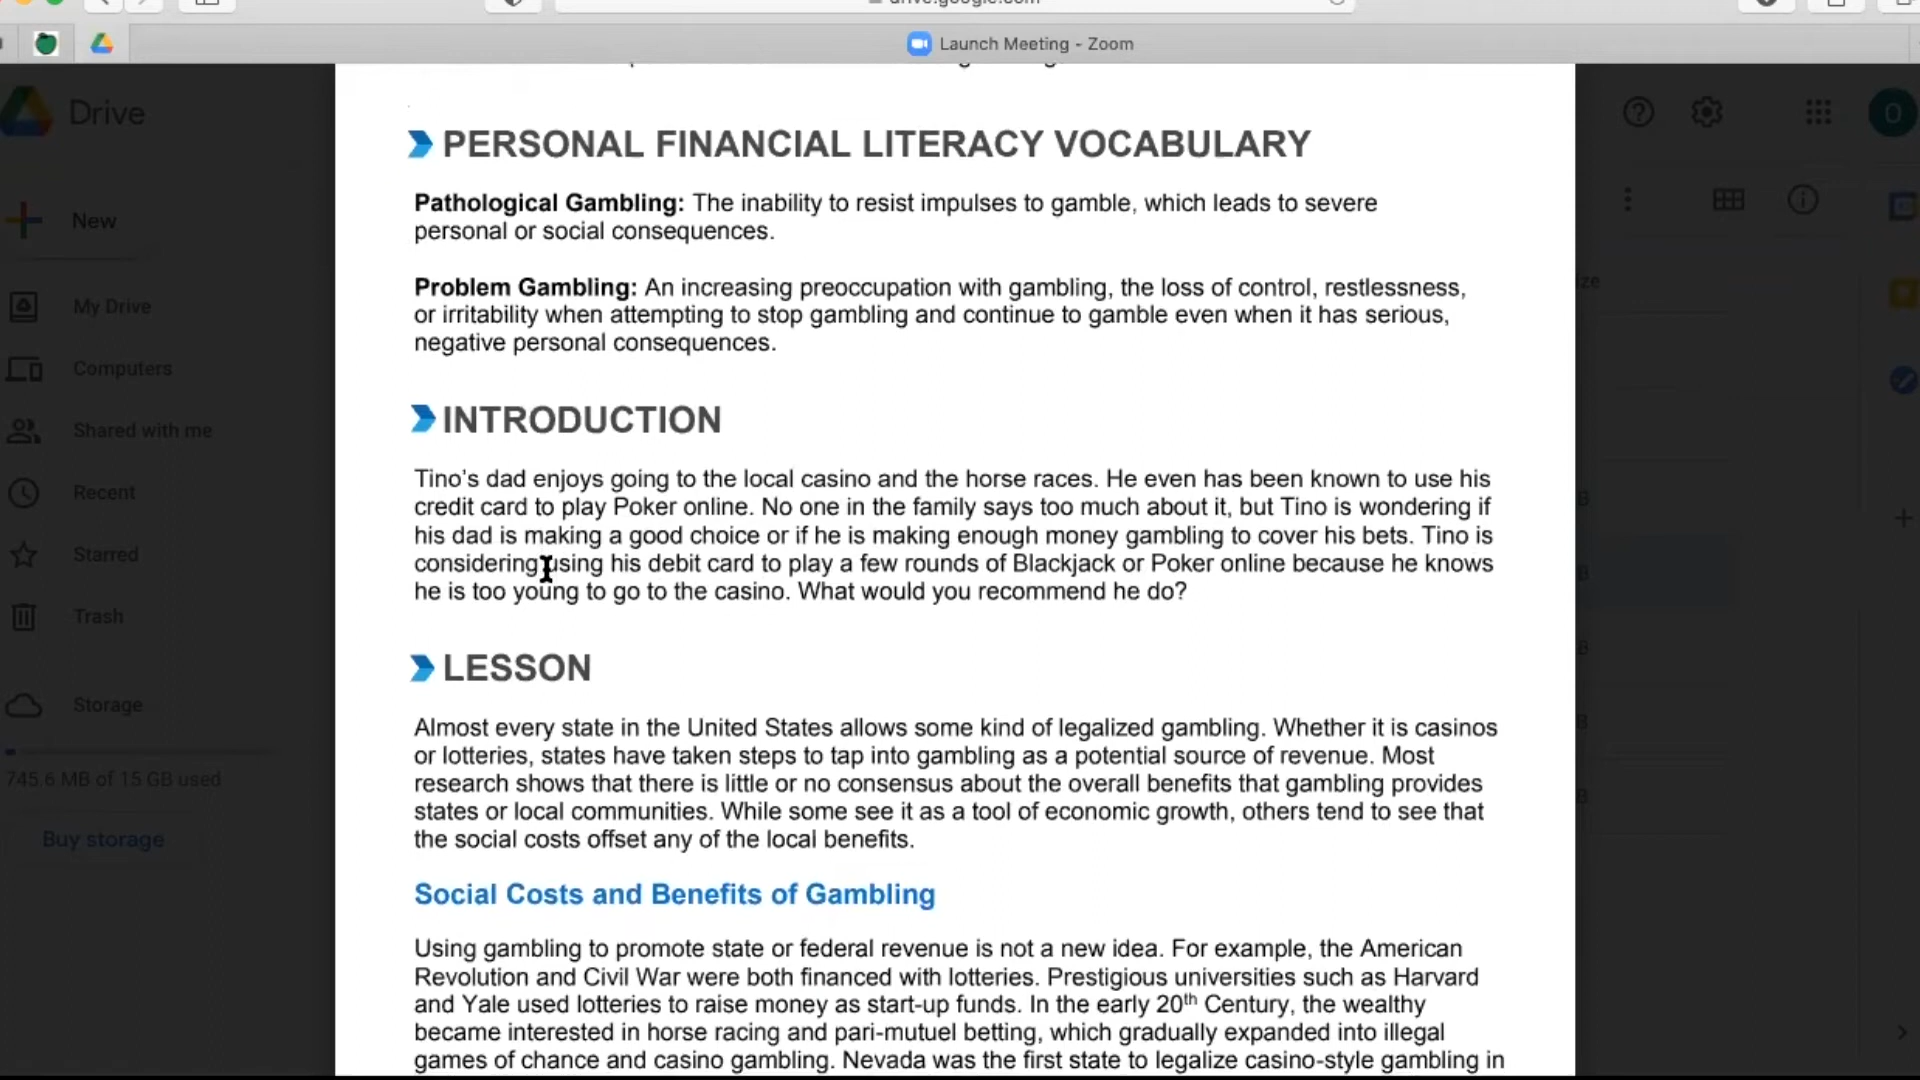 drive.google.com
Launch Meeting - Zoom
Drive
O
New
My Drive
Computers
Shared with me
Recent
Starred
Trash
Storage
745.6 MB of 15 GB used
Buy storage
PERSONAL FINANCIAL LITERACY VOCABULARY
Pathological Gambling: The inability to resist impulses to gamble, which leads to severe
personal or social consequences.
Problem Gambling: An increasing preoccupation with gambling, the loss of control, restlessness,
or irritability when attempting to stop gambling and continue to gamble even when it has serious,
negative personal consequences.
INTRODUCTION
Tino’s dad enjoys going to the local casino and the horse races. He even has been known to use his
credit card to play Poker online. No one in the family says too much about it, but Tino is wondering if
his dad is making a good choice or if he is making enough money gambling to cover his bets. Tino is
considering using his debit card to play a few rounds of Blackjack or Poker online because he knows
he is too young to go to the casino. What would you recommend he do?
LESSON
Almost every state in the United States allows some kind of legalized gambling. Whether it is casinos
or lotteries, states have taken steps to tap into gambling as a potential source of revenue. Most
research shows that there is little or no consensus about the overall benefits that gambling provides
states or local communities. While some see it as a tool of economic growth, others tend to see that
the social costs offset any of the local benefits.
Social Costs and Benefits of Gambling
Using gambling to promote state or federal revenue is not a new idea. For example, the American
Revolution and Civil War were both financed with lotteries. Prestigious universities such as Harvard
and Yale used lotteries to raise money as start-up funds. In the early 20th Century, the wealthy
became interested in horse racing and pari-mutuel betting, which gradually expanded into illegal
games of chance and casino gambling. Nevada was the first state to legalize casino-style gambling in